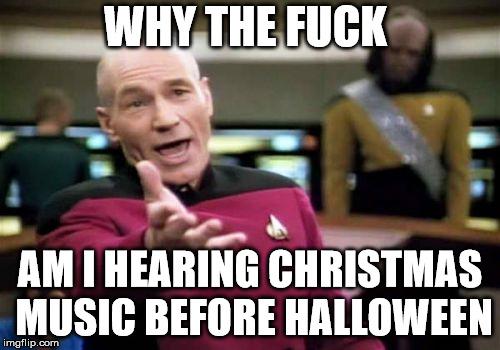 WHY THE FUCK
AM I HEARING CHRISTMAS
MUSIC BEFORE HALLOWEEN
imgflip.com